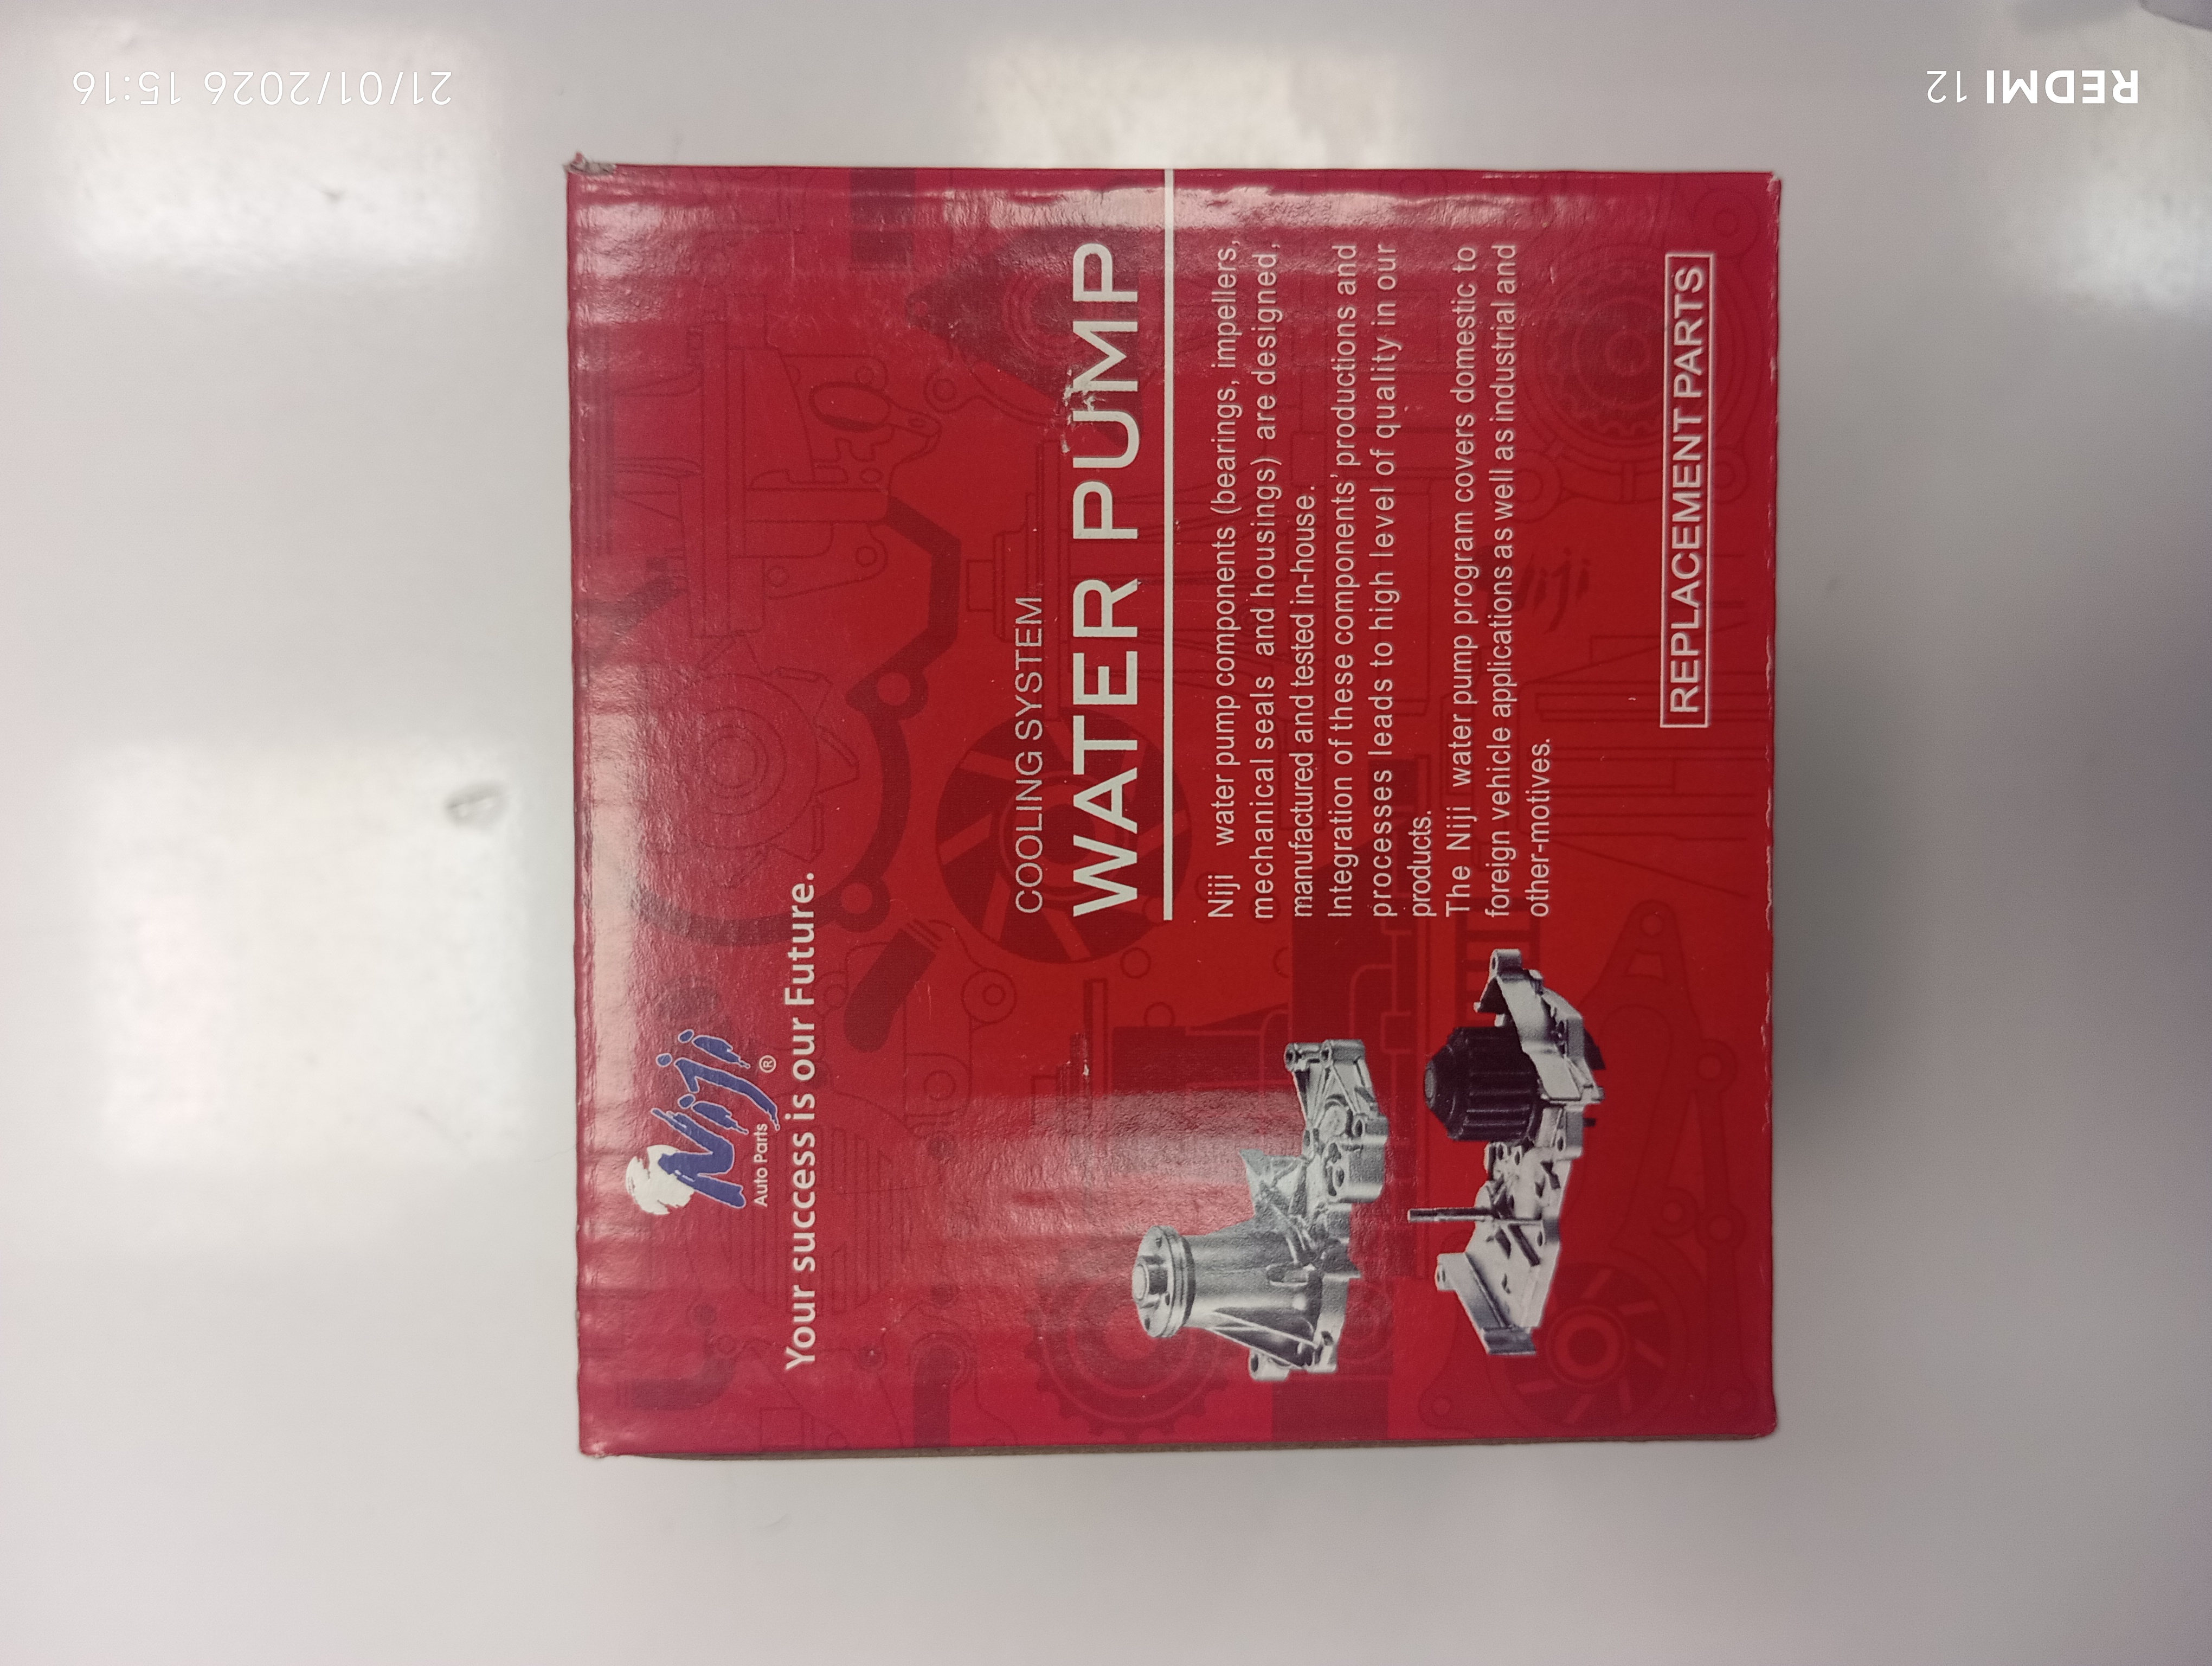 Niji
Auto Parts ®
Your success is our Future.
COOLING SYSTEM
WATER PUMP
Niji water pump components (bearings, impellers,
mechanical seals and housings) are designed,
manufactured and tested in-house.
Integration of these components' productions and
processes leads to high level of quality in our
products.
The Niji water pump program covers domestic to
foreign vehicle applications as well as industrial and
other-motives.
REPLACEMENT PARTS
Niji
REDMI 12
21/01/2026 15:16